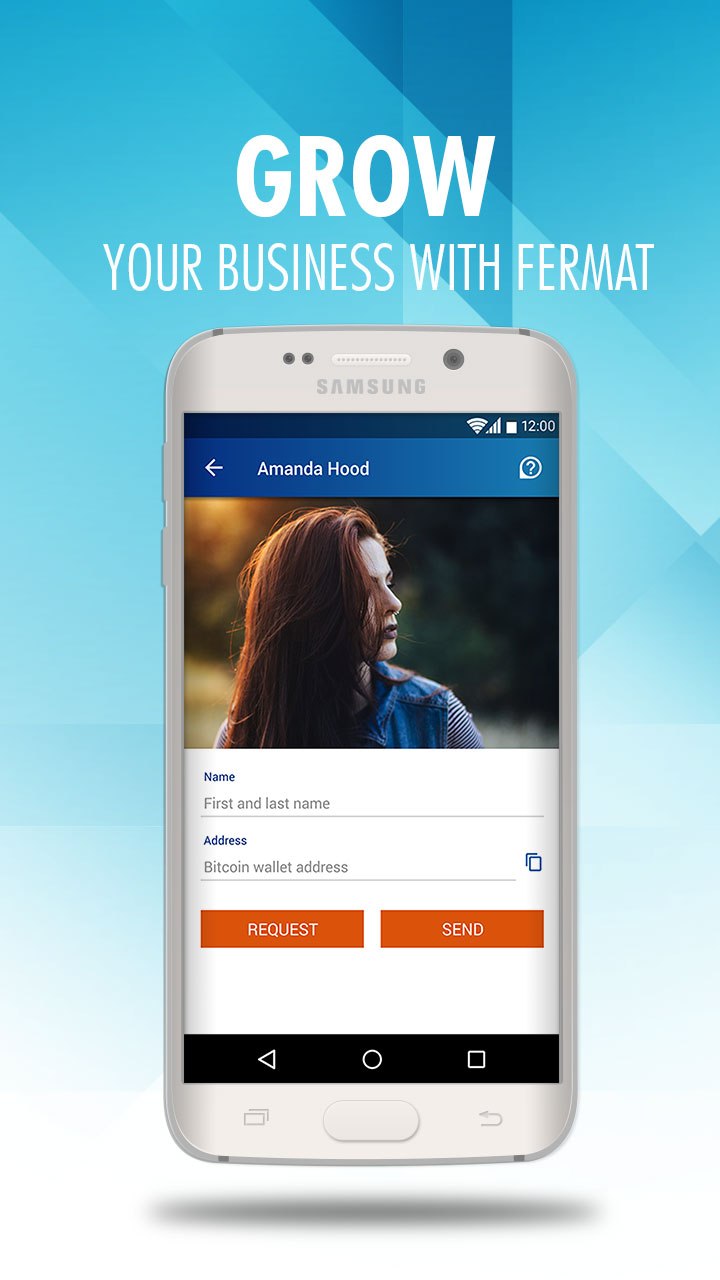 GROW
YOUR BUSINESS WITH FERMAT
SAMSUNG
12:00
Amanda Hood
?
Name
First and last name
Address
Bitcoin wallet address
REQUEST SEND